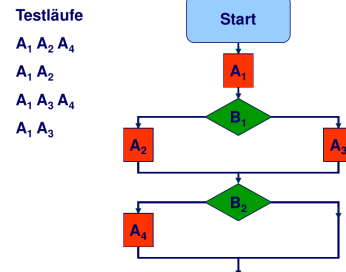 Testläufe
A₁ A₂ A₄
A₁ A₂
A₁ A₃ A₄
A₁ A₃
Start
A₁
B₁
A₂
A₃
B₂
A₄